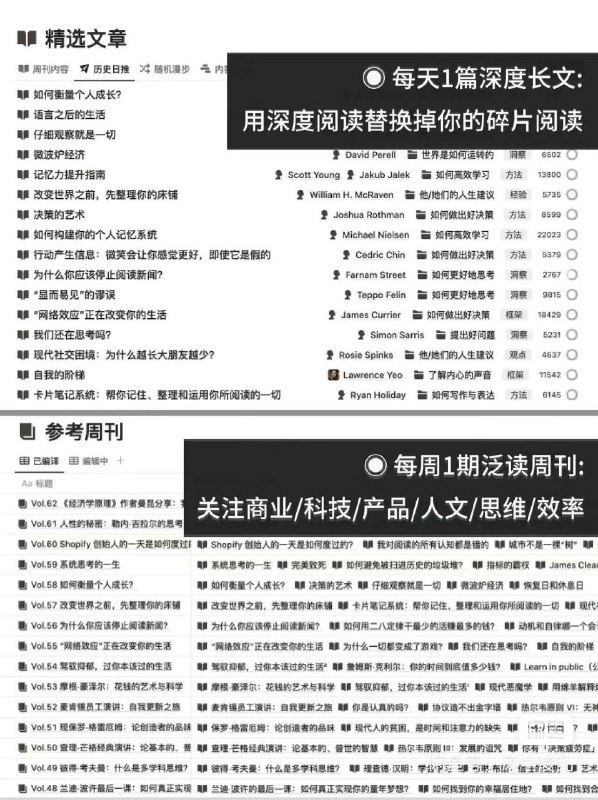 精选文章
周刊内容 历史日推 随机漫步
每天1篇深度长文:
用深度阅读替换掉你的碎片阅读
如何衡量个人成长?
语言之后的生活
仔细观察就是一切
微波炉经济 David Perell 世界是如何运转的 洞察 6502
记忆力提升指南 Scott Young Jakub Jalek 如何高效学习 方法 13800
改变世界之前，先整理你的床铺 William H. McRaven 他/她们的人生建议 经验 5735
决策的艺术 Joshua Rothman 如何做出好决策 方法 8599
如何构建你的个人记忆系统 Michael Nielsen 如何高效学习 方法 22023
行动产生信息：微笑会让你感觉更好，即使它是假的 Cedric Chin 如何做出好决策 方法 5379
为什么你应该停止阅读新闻? Farnam Street 如何更好地思考 洞察 2767
“显而易见”的谬误 Teppo Felin 如何更好地思考 洞察 9815
“网络效应”正在改变你的生活 James Currier 如何做出好决策 框架 18429
我们还在思考吗? Simon Sarris 提出好问题 洞察 5231
现代社交困境：为什么越长大朋友越少? Rosie Spinks 他/她们的人生建议 观点 4637
自我的阶梯 Lawrence Yeo 了解内心的声音 框架 11542
卡片笔记系统：帮你记住、整理和运用你所阅读的一切 Ryan Holiday 如何写作与表达 方法 6145
参考周刊
已编译 编辑中 +
每周1期泛读周刊:
关注商业/科技/产品/人文/思维/效率
Aa 标题
Vol.62 《经济学原理》作者曼昆分享：
Vol.61 人性的秘密：勒内·吉拉尔的思考
Vol.60 Shopify 创始人的一天是如何度过 Shopify 创始人的一天是如何度过的? 我对阅读的所有认知都是错的 城市不是一棵“树”
Vol.59 系统思考的一生 系统思考的一生 完美致死 如何避免被扫进历史的垃圾堆? 指标的霸权 James Clea
Vol.58 如何衡量个人成长? 如何衡量个人成长? 决策的艺术 仔细观察就是一切 微波炉经济 恢复日和休息日
Vol.57 改变世界前，先整理你的床铺 改变世界之前，先整理你的床铺 卡片笔记系统：帮你记住、整理和运用你所阅读的一切 现代
Vol.56 为什么你应该停止阅读新闻? 为什么你应该停止阅读新闻? 如何用二八定律干最少的活赚最多的钱? 动机和自律哪一个会
Vol.55 “网络效应”正在改变你的生活 “网络效应”正在改变你的生活 为什么一切都变成了游戏? 我们还在思考吗? 自我的阶梯
Vol.54 驾驭抑郁，过你本该过的生活 驾驭抑郁，过你本该过的生活” 詹姆斯·克利尔：你的时间到底值多少钱? Learn in public（公
Vol.53 摩根·豪泽尔：花钱的艺术与科学 摩根·豪泽尔：花钱的艺术与科学 驾驭抑郁，过你本该过的生活” 现代恶魔学 用绵羊解释
Vol.52 麦肯锡员工演讲：自我更新之旅 麦肯锡员工演讲：自我更新之旅 你是认真的吗? 协议造不出金字塔 热尔韦原则 VI：无
Vol.51 现保罗·格雷厄姆：论创造者的品味 保罗·格雷厄姆：论创造者的品味 现代人的贫困，是时间和注意力的缺失
Vol.50 查理·芒格经典演讲：论基本的、普 查理·芒格经典演讲：论基本的、普世的智慧 热尔韦原则 II：发展的诅咒 你有「决策疲劳症」
Vol.49 彼得·考夫曼：什么是多学科思维? 彼得·考夫曼：什么是多学科思维? 理查德·汉明：
Vol.48 兰迪·波许最后一课：如何真正实现 兰迪·波许最后一课：如何真正实现你的童年梦想? 如何找到你的幸福居住地? 如何